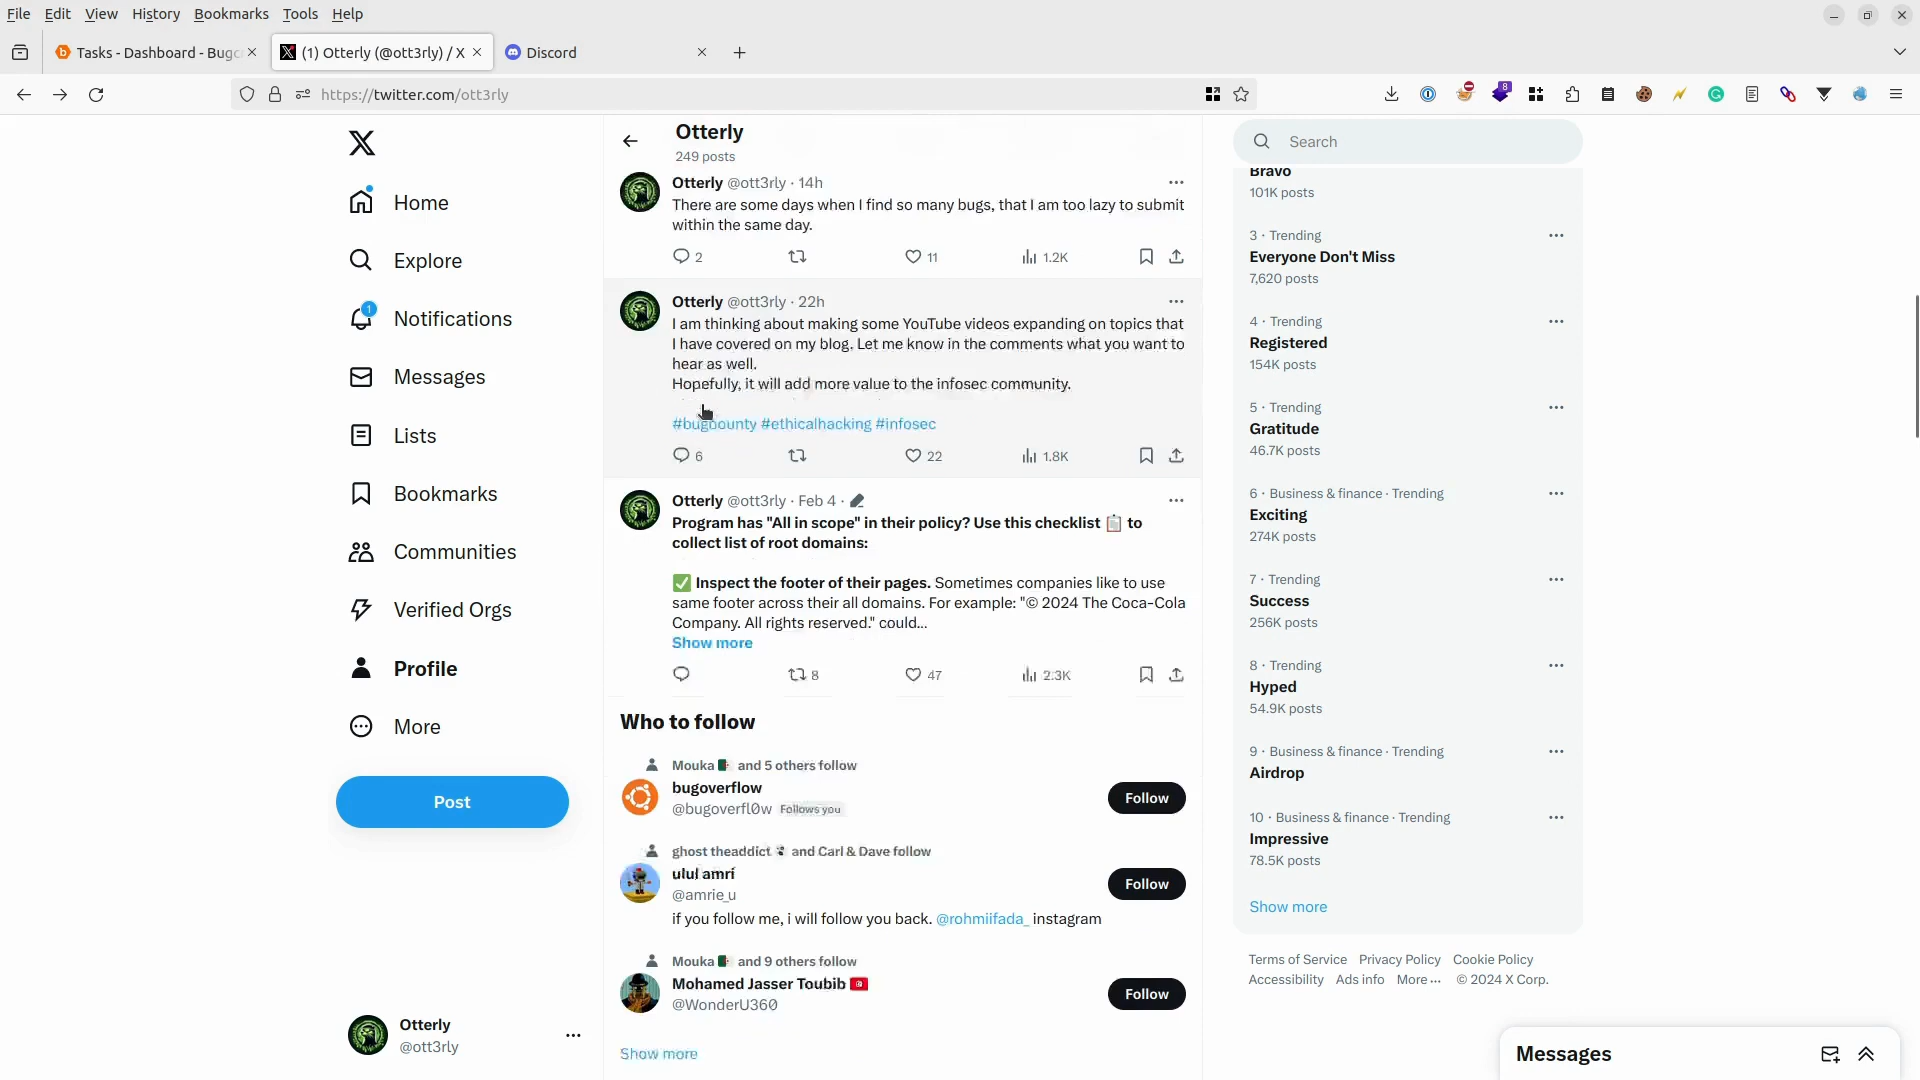 File Edit View History Bookmarks Tools Help
Tasks - Dashboard - Bugc
(1) Otterly (@ott3rly) / X
Discord
https://twitter.com/ott3rly
8
Home
Explore
1
Notifications
Messages
Lists
Bookmarks
Communities
Verified Orgs
Profile
More
Post
Otterly
@ott3rly
Otterly
249 posts
Otterly @ott3rly · 14h
There are some days when I find so many bugs, that I am too lazy to submit
within the same day.
2 11 1.2K
Otterly @ott3rly · 22h
I am thinking about making some YouTube videos expanding on topics that
I have covered on my blog. Let me know in the comments what you want to
hear as well.
Hopefully, it will add more value to the infosec community.
#bugbounty #ethicalhacking #infosec
6 22 1.8K
Otterly @ott3rly · Feb 4 ·
Program has "All in scope" in their policy? Use this checklist 📋 to
collect list of root domains:
✅ Inspect the footer of their pages. Sometimes companies like to use
same footer across their all domains. For example: "© 2024 The Coca-Cola
Company. All rights reserved." could...
Show more
8 47 2.3K
Who to follow
Mouka 🇩🇿 and 5 others follow
bugoverflow
@bugoverfl0w Follows you
Follow
ghost theaddict and Carl & Dave follow
ulul amri
@amrie_u
Follow
if you follow me, i will follow you back. @rohmiifada_ instagram
Mouka 🇩🇿 and 9 others follow
Mohamed Jasser Toubib 🇹🇳
@WonderU360
Follow
Show more
Search
Bravo
101K posts
3 · Trending
Everyone Don't Miss
7,620 posts
4 · Trending
Registered
154K posts
5 · Trending
Gratitude
46.7K posts
6 · Business & finance · Trending
Exciting
274K posts
7 · Trending
Success
256K posts
8 · Trending
Hyped
54.9K posts
9 · Business & finance · Trending
Airdrop
10 · Business & finance · Trending
Impressive
78.5K posts
Show more
Terms of Service Privacy Policy Cookie Policy
Accessibility Ads info More ··· © 2024 X Corp.
Messages